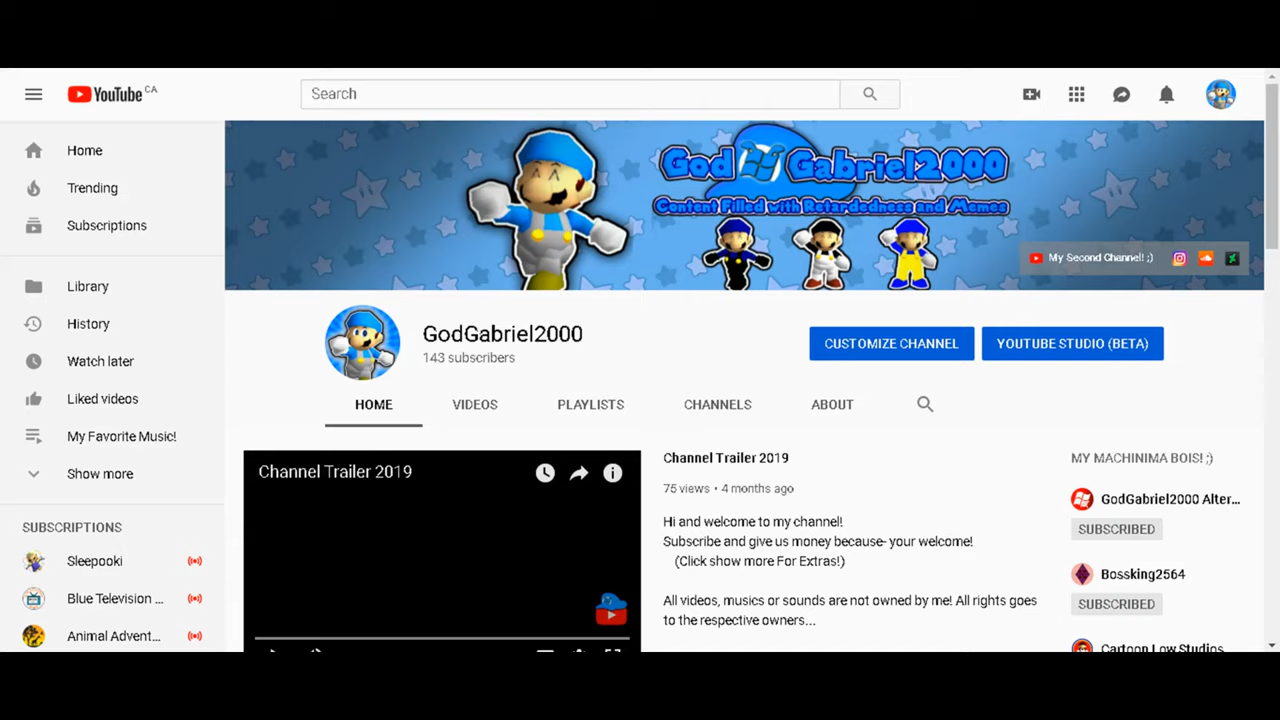 YouTube CA
Search
Home
Trending
Subscriptions
Library
History
Watch later
Liked videos
My Favorite Music!
Show more
SUBSCRIPTIONS
Sleepooki
Blue Television ...
Animal Advent...
God Gabriel2000
Content Filled with Retardedness and Memes
My Second Channel! ;)
GodGabriel2000
143 subscribers
CUSTOMIZE CHANNEL
YOUTUBE STUDIO (BETA)
HOME
VIDEOS
PLAYLISTS
CHANNELS
ABOUT
Channel Trailer 2019
Channel Trailer 2019
75 views • 4 months ago
Hi and welcome to my channel!
Subscribe and give us money because- your welcome!
(Click show more For Extras!)
All videos, musics or sounds are not owned by me! All rights goes
to the respective owners...
MY MACHINIMA BOIS! ;)
GodGabriel2000 Alter...
SUBSCRIBED
Bossking2564
SUBSCRIBED
Cartoon Low Studios